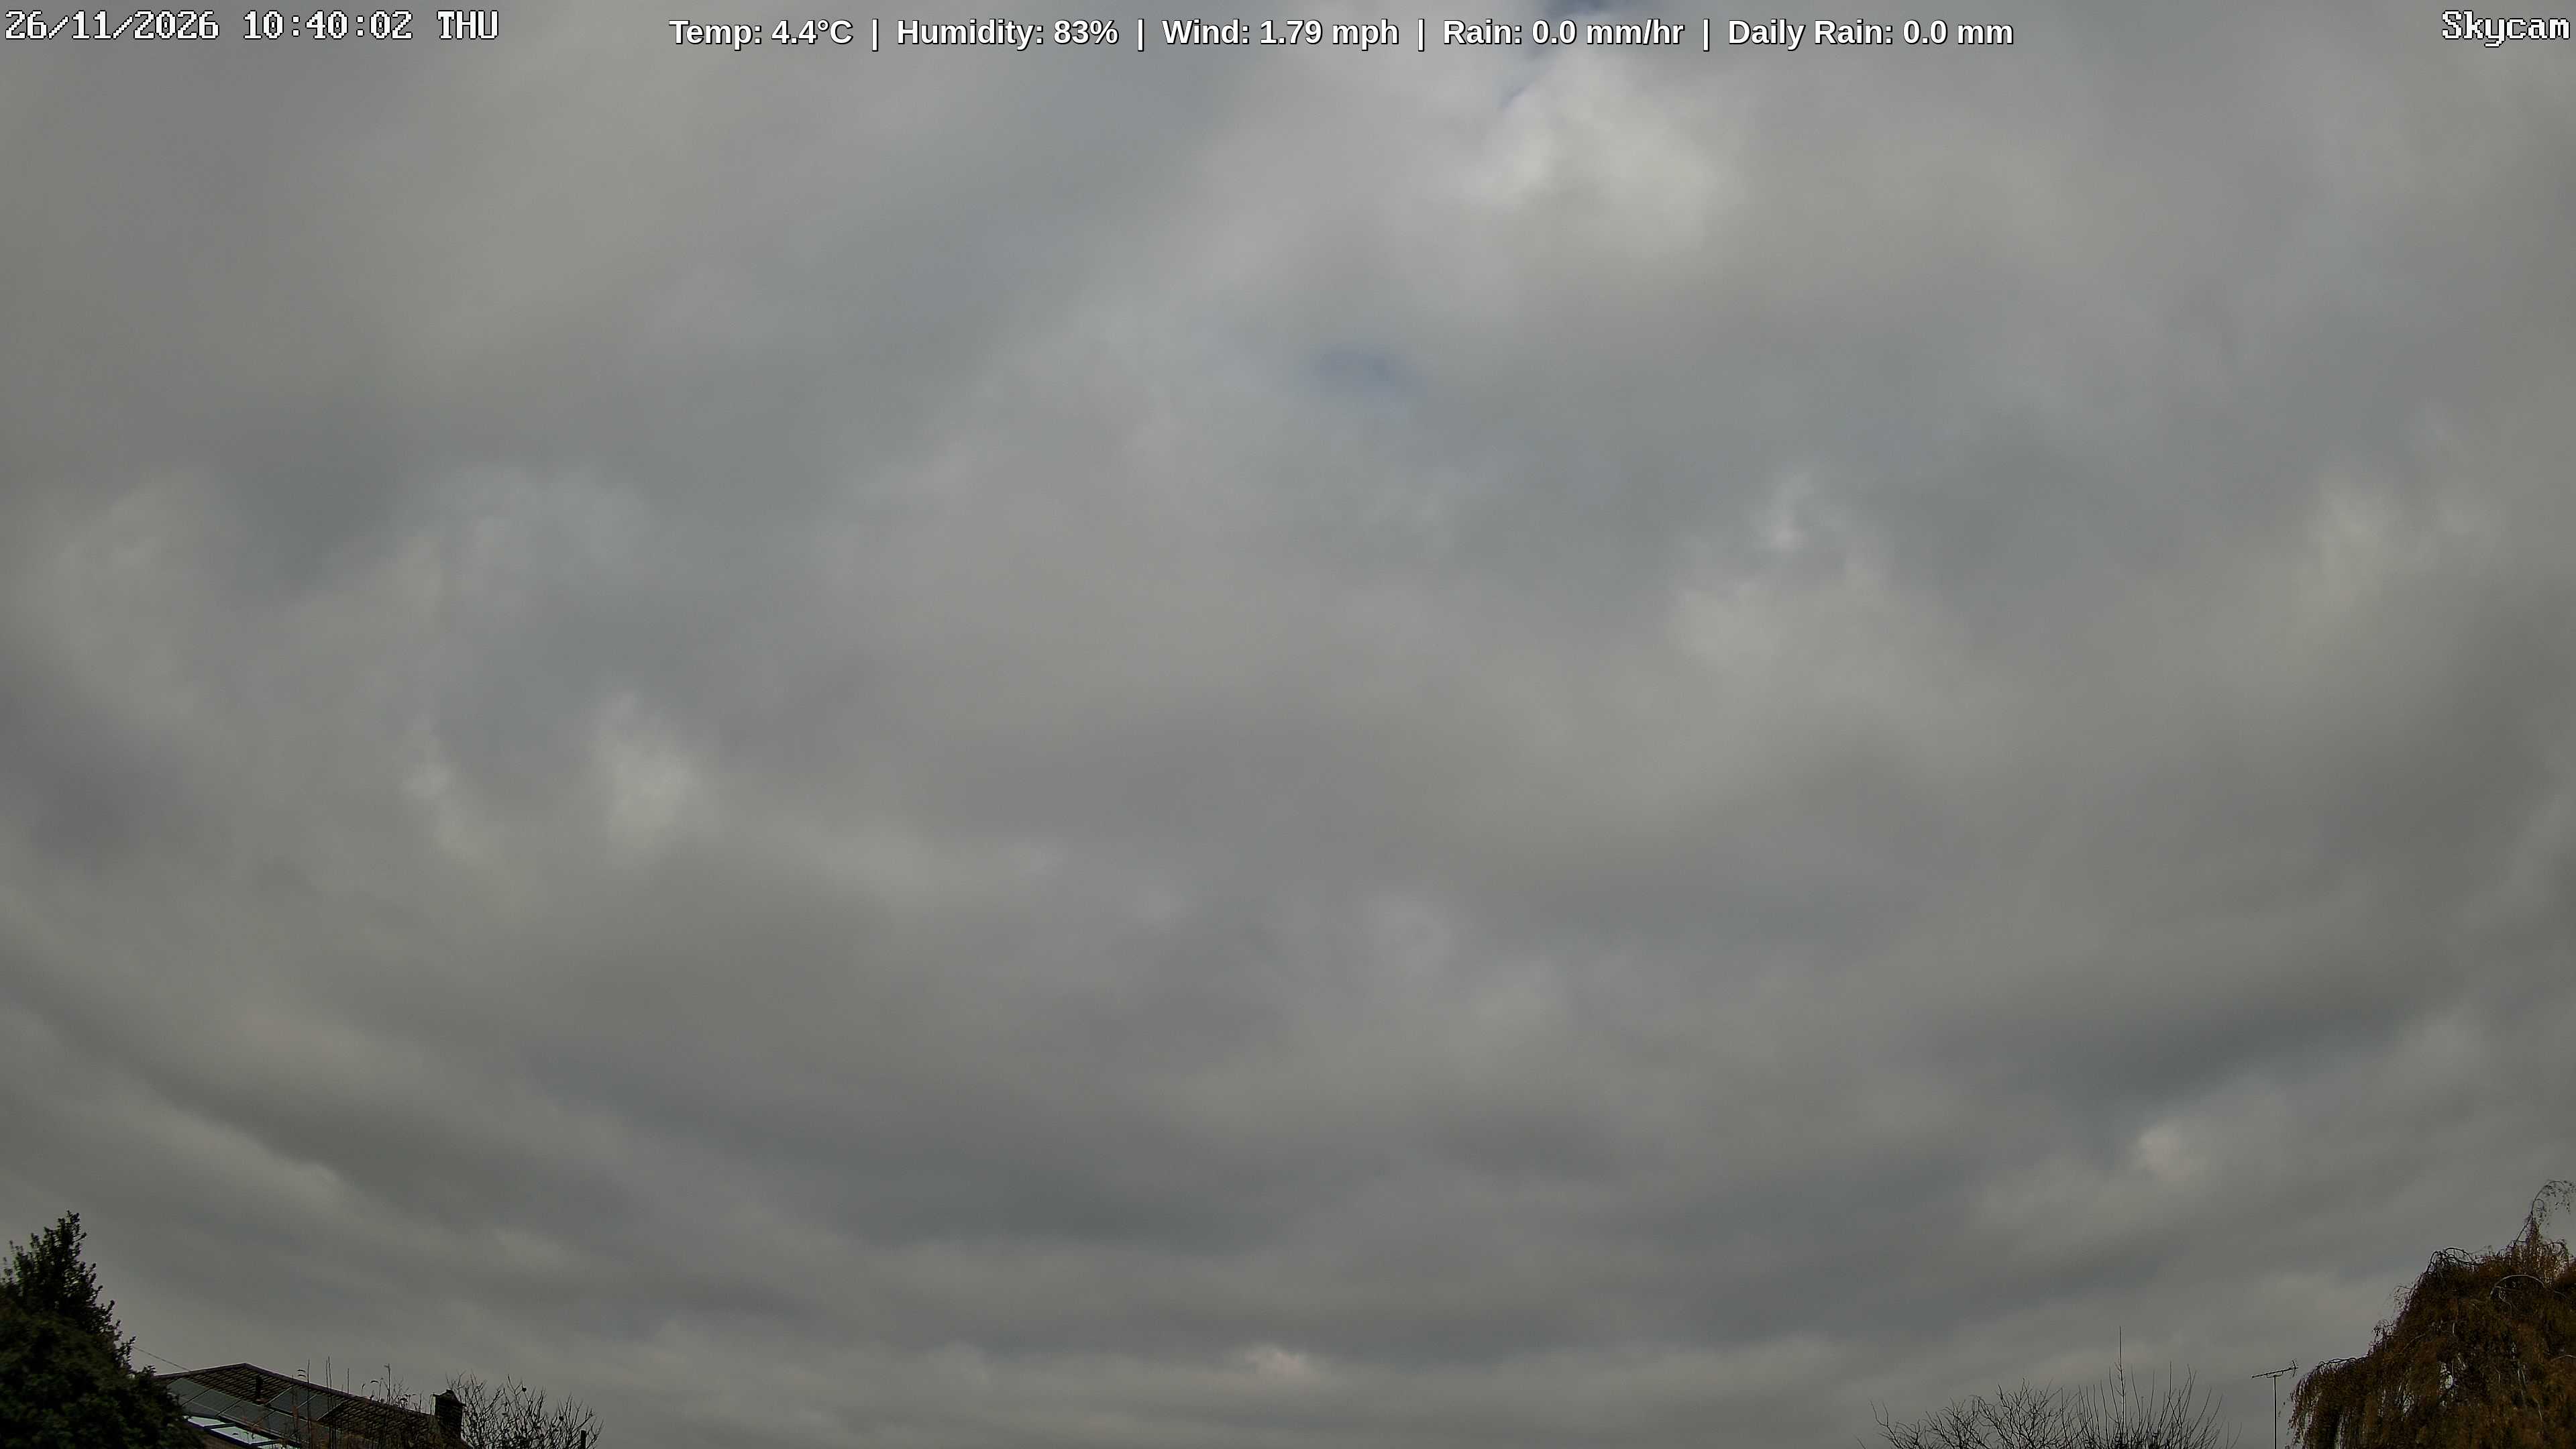 26/11/2026 10:40:02 THU
Temp: 4.4°C | Humidity: 83% | Wind: 1.79 mph | Rain: 0.0 mm/hr | Daily Rain: 0.0 mm
Skycam